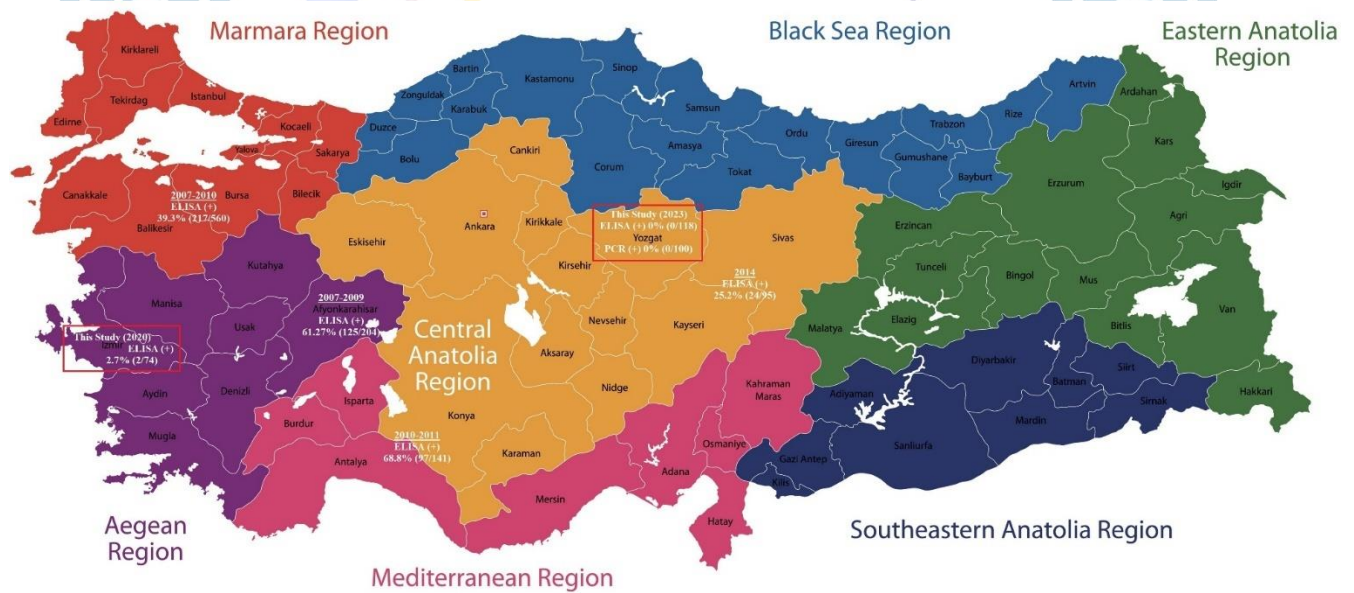 Marmara Region
Black Sea Region
Eastern Anatolia
Region
Kirklareli
Tekirdag
Istanbul
Edirne
Kocaeli
Yalova
Sakarya
Canakkale
Bursa
Bilecik
Balikesir
2007-2010
ELISA (+)
39.3% (217/560)
Bartin
Zonguldak
Karabuk
Kastamonu
Sinop
Duzce
Bolu
Samsun
Corum
Amasya
Tokat
Ordu
Giresun
Trabzon
Gumushane
Rize
Bayburt
Artvin
Ardahan
Kars
Igdir
Erzurum
Agri
Erzincan
Tunceli
Bingol
Mus
Van
Bitlis
Elazig
Malatya
Hakkari
Cankiri
Ankara
Kirikkale
Eskisehir
Kirsehir
This Study (2023)
ELISA (+) 0% (0/118)
Yozgat
PCR (+) 0% (0/100)
Sivas
2014
ELISA (+)
25.2% (24/95)
Nevsehir
Kayseri
Aksaray
Nidge
Central
Anatolia
Region
Konya
Karaman
2010-2011
ELISA (+)
68.8% (97/141)
Kutahya
Manisa
Usak
2007-2009
Afyonkarahisar
ELISA (+)
61.27% (125/204)
This Study (2020)
Izmir ELISA (+)
2.7% (2/74)
Aydin
Denizli
Mugla
Isparta
Burdur
Antalya
Mersin
Adana
Kahraman
Maras
Osmaniye
Hatay
Adiyaman
Diyarbakir
Batman
Siirt
Sirnak
Mardin
Sanliurfa
Gazi Antep
Kilis
Aegean
Region
Mediterranean Region
Southeastern Anatolia Region